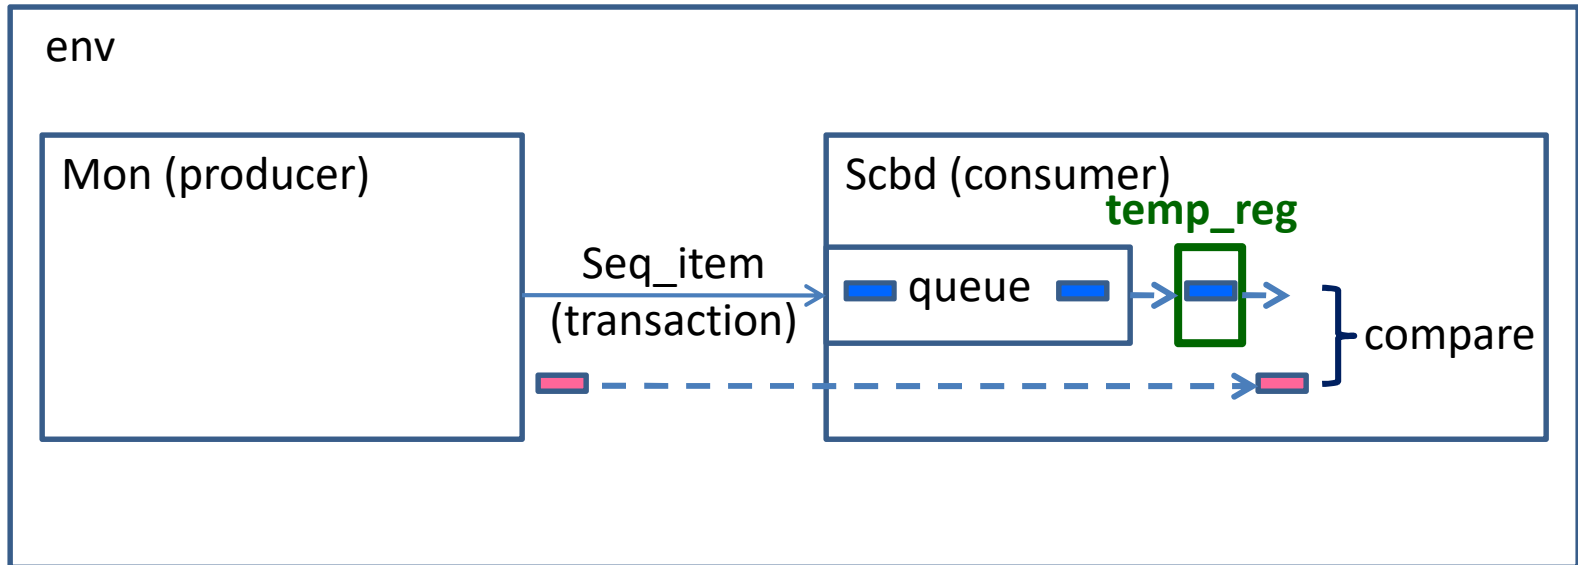 env
Mon (producer)
Scbd (consumer)
temp_reg
Seq_item
(transaction)
queue
compare